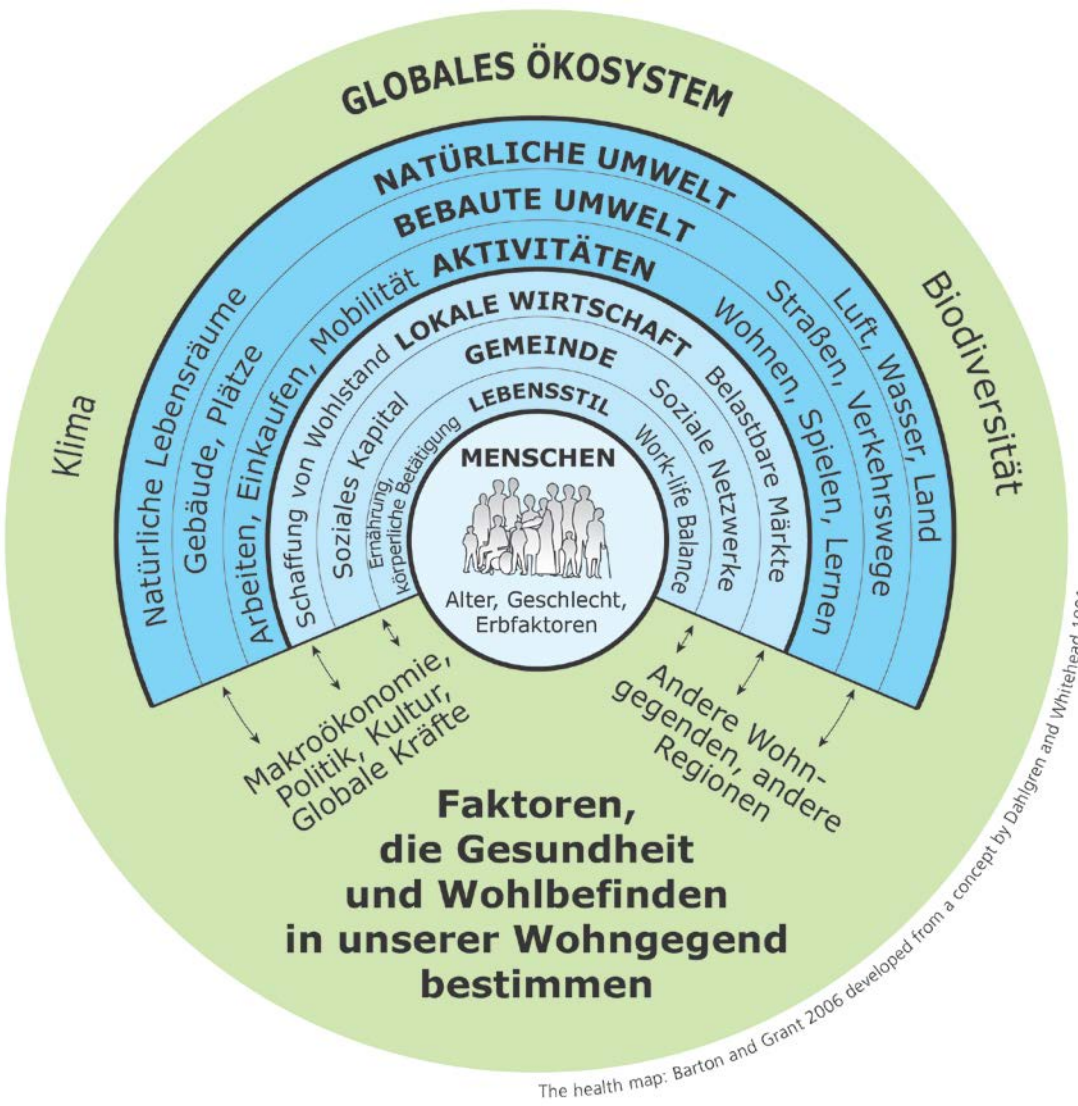 GLOBALES ÖKOSYSTEM
Klima
Biodiversität
NATÜRLICHE UMWELT
Natürliche Lebensräume
Luft, Wasser, Land
BEBAUTE UMWELT
Gebäude, Plätze
Straßen, Verkehrswege
AKTIVITÄTEN
Arbeiten, Einkaufen, Mobilität
Wohnen, Spielen, Lernen
LOKALE WIRTSCHAFT
Schaffung von Wohlstand
Belastbare Märkte
GEMEINDE
Soziales Kapital
Soziale Netzwerke
LEBENSSTIL
Ernährung,
körperliche Betätigung
Work-life Balance
MENSCHEN
Alter, Geschlecht,
Erbfaktoren
Makroökonomie,
Politik, Kultur,
Globale Kräfte
Andere Wohn-
gegenden, andere
Regionen
Faktoren,
die Gesundheit
und Wohlbefinden
in unserer Wohngegend
bestimmen
The health map: Barton and Grant 2006 developed from a concept by Dahlgren and Whitehead